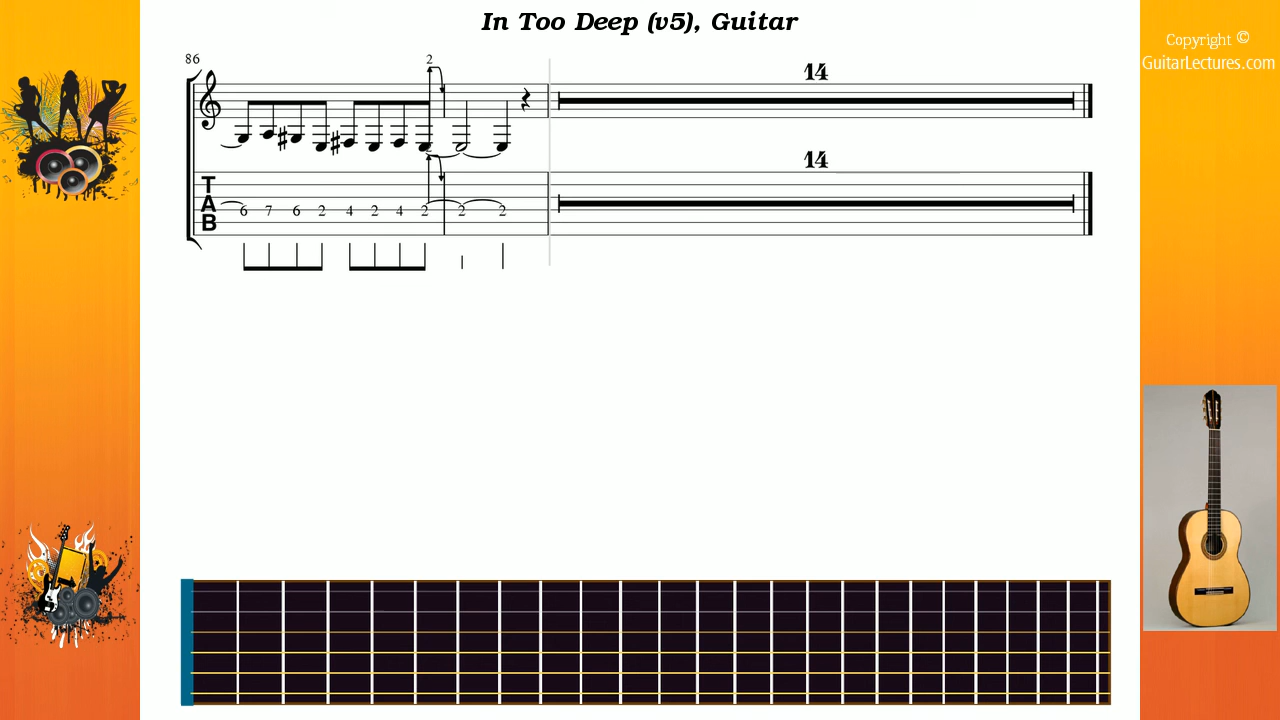 In Too Deep (v5), Guitar
Copyright ©
GuitarLectures.com
86
2
14
14
T
A
B
6 7 6 2 4 2 4 2 2 2